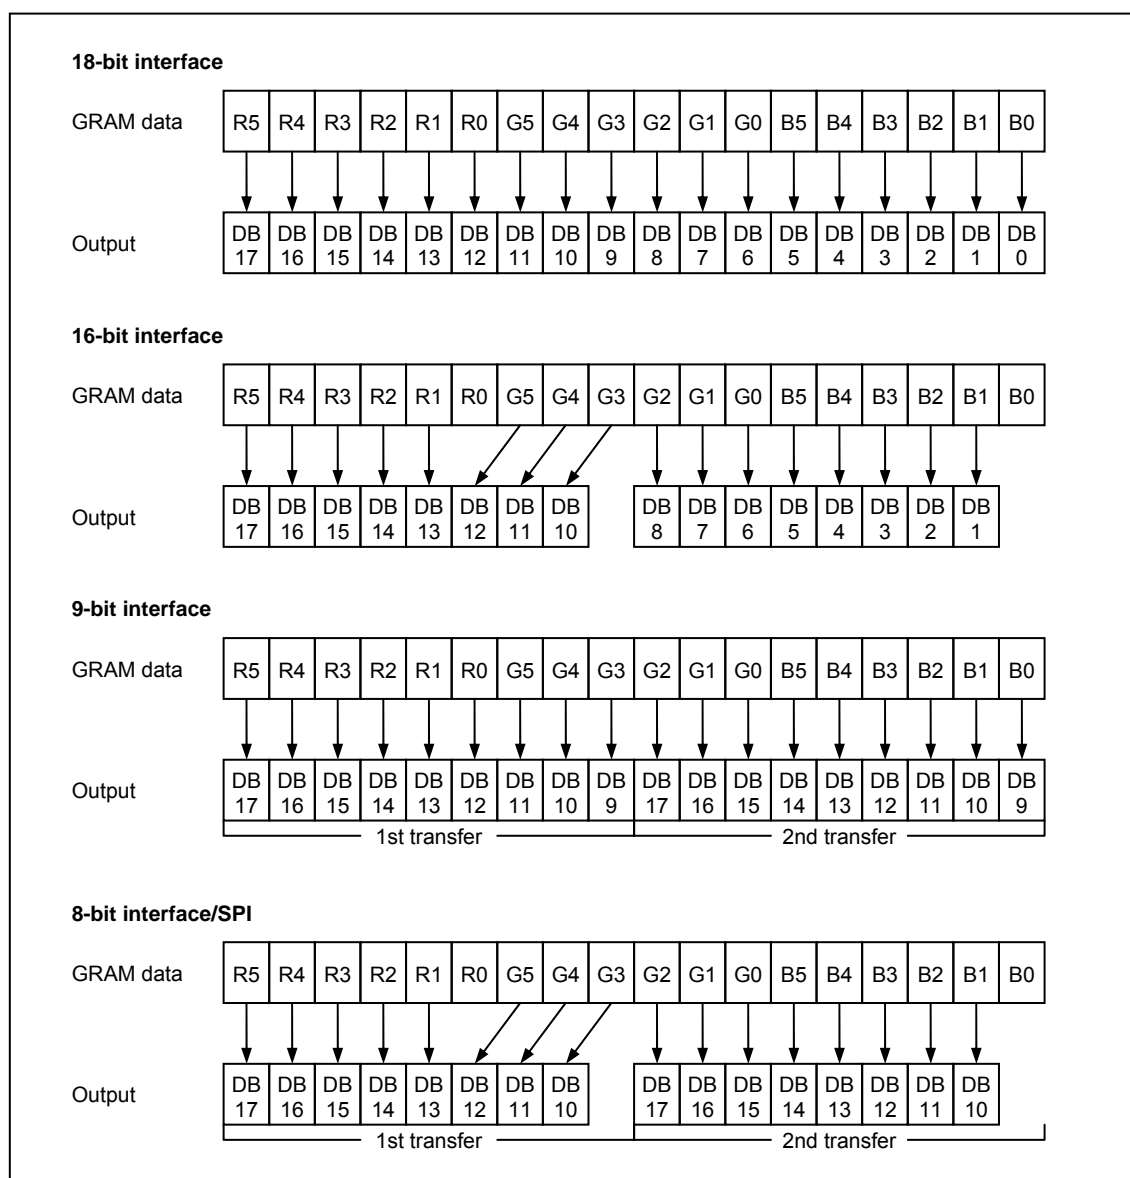 18-bit interface
GRAM data R5 R4 R3 R2 R1 R0 G5 G4 G3 G2 G1 G0 B5 B4 B3 B2 B1 B0
Output DB 17 DB 16 DB 15 DB 14 DB 13 DB 12 DB 11 DB 10 DB 9 DB 8 DB 7 DB 6 DB 5 DB 4 DB 3 DB 2 DB 1 DB 0
16-bit interface
GRAM data R5 R4 R3 R2 R1 R0 G5 G4 G3 G2 G1 G0 B5 B4 B3 B2 B1 B0
Output DB 17 DB 16 DB 15 DB 14 DB 13 DB 12 DB 11 DB 10 DB 8 DB 7 DB 6 DB 5 DB 4 DB 3 DB 2 DB 1
9-bit interface
GRAM data R5 R4 R3 R2 R1 R0 G5 G4 G3 G2 G1 G0 B5 B4 B3 B2 B1 B0
Output DB 17 DB 16 DB 15 DB 14 DB 13 DB 12 DB 11 DB 10 DB 9 DB 17 DB 16 DB 15 DB 14 DB 13 DB 12 DB 11 DB 10 DB 9
1st transfer 2nd transfer
8-bit interface/SPI
GRAM data R5 R4 R3 R2 R1 R0 G5 G4 G3 G2 G1 G0 B5 B4 B3 B2 B1 B0
Output DB 17 DB 16 DB 15 DB 14 DB 13 DB 12 DB 11 DB 10 DB 17 DB 16 DB 15 DB 14 DB 13 DB 12 DB 11 DB 10
1st transfer 2nd transfer